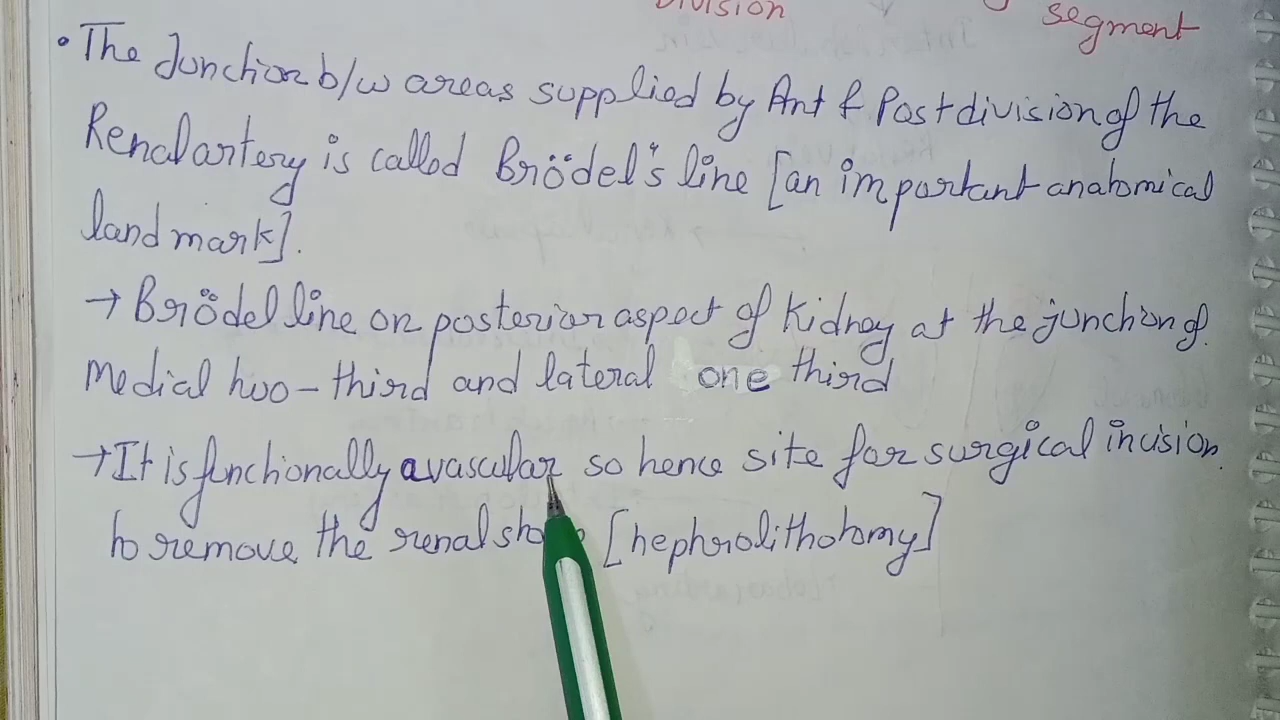 division
segment
• The Junction b/w areas supplied by Ant & Post division of the
Renal artery is called Brödel's line [an important anatomical
land mark].
→ Brödel line on posterior aspect of Kidney at the junction of
Medial two-third and lateral one third
→ It is functionally avascular so hence site for surgical incision.
to remove the renal [nephrolithotomy]